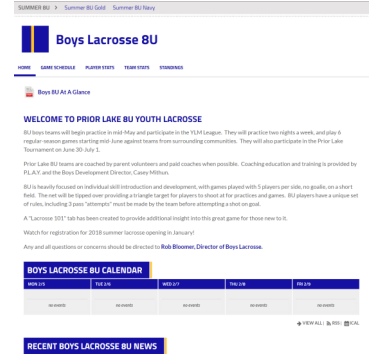 SUMMER 8U > Summer 8U Gold Summer 8U Navy
Boys Lacrosse 8U
HOME GAME SCHEDULE PLAYER STATS TEAM STATS STANDINGS
Boys 8U At A Glance
WELCOME TO PRIOR LAKE 8U YOUTH LACROSSE
8U boys teams will begin practice in mid-May and participate in the YLM League. They will practice two nights a week, and play 6
regular-season games starting mid-June against teams from surrounding communities. They will also participate in the Prior Lake
Tournament on June 30-July 1.
Prior Lake 8U teams are coached by parent volunteers and paid coaches when possible. Coaching education and training is provided by
P.L.A.Y. and the Boys Development Director, Casey Mithun.
8U is heavily focused on individual skill introduction and development, with games played with 5 players per side, no goalie, on a short
field. The net will be tipped over providing a triangle target for players to shoot at for practices and games. 8U players have a unique set
of rules, including 3 pass "attempts" must be made by the team before attempting a shot on goal.
A "Lacrosse 101" tab has been created to provide additional insight into this great game for those new to it.
Watch for registration for 2018 summer lacrosse opening in January!
Any and all questions or concerns should be directed to Rob Bloomer, Director of Boys Lacrosse.
BOYS LACROSSE 8U CALENDAR
MON 2/5 TUE 2/6 WED 2/7 THU 2/8 FRI 2/9
no events no events no events no events no events
VIEW ALL | RSS | ICAL
RECENT BOYS LACROSSE 8U NEWS